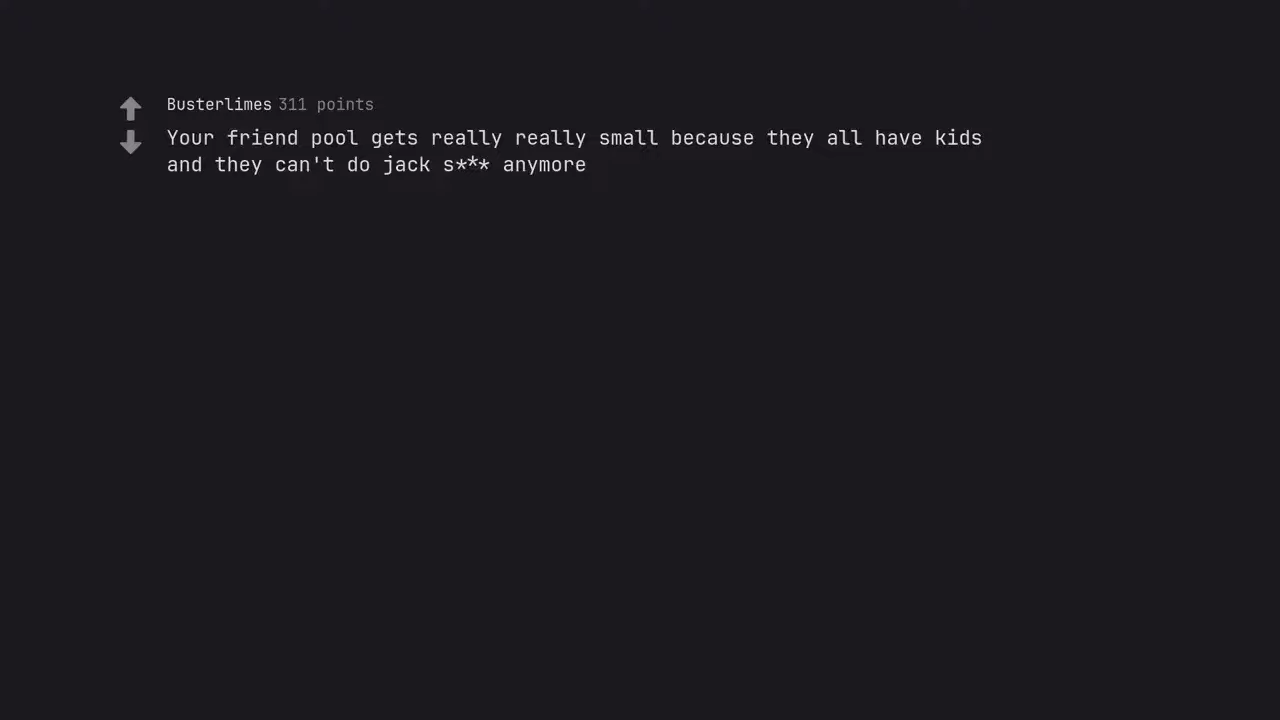 Busterlimes 311 points
Your friend pool gets really really small because they all have kids
and they can't do jack s*** anymore